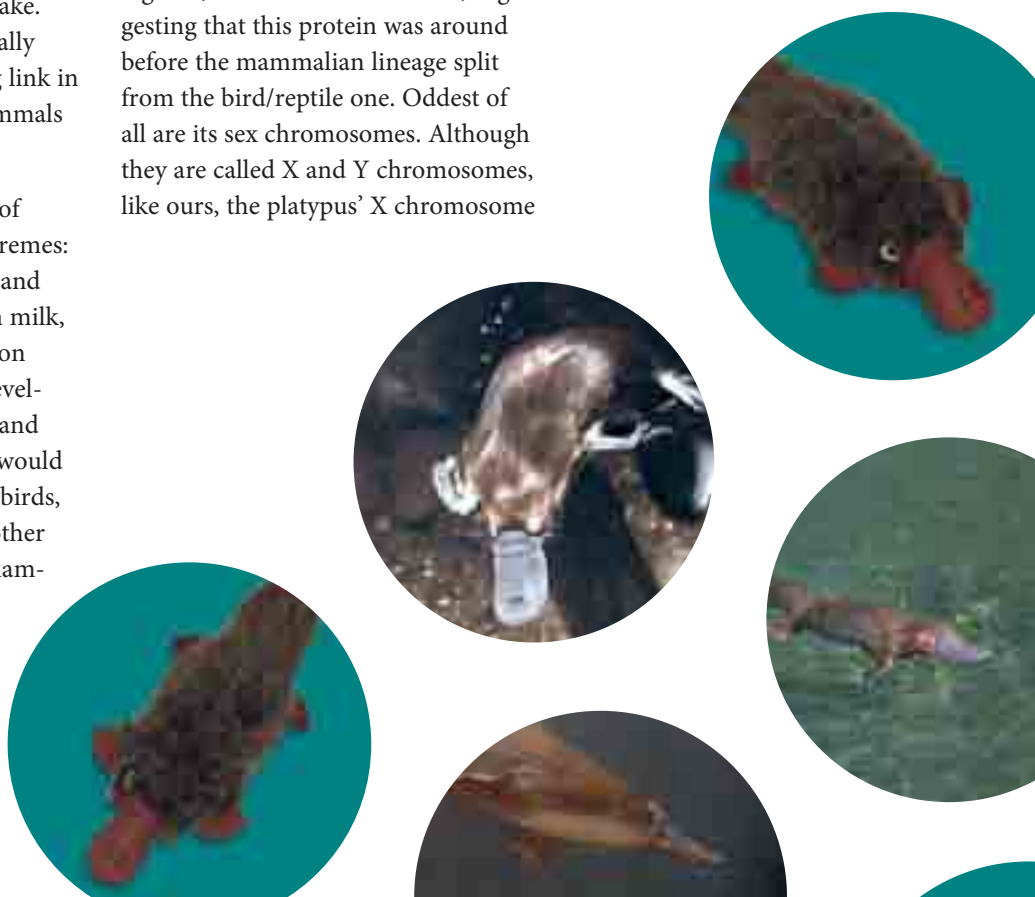 ake.
ally
link in
mmals
of
remes:
and
milk,
on
evel-
and
would
birds,
other
am-
gesting that this protein was around
before the mammalian lineage split
from the bird/reptile one. Oddest of
all are its sex chromosomes. Although
they are called X and Y chromosomes,
like ours, the platypus’ X chromosome